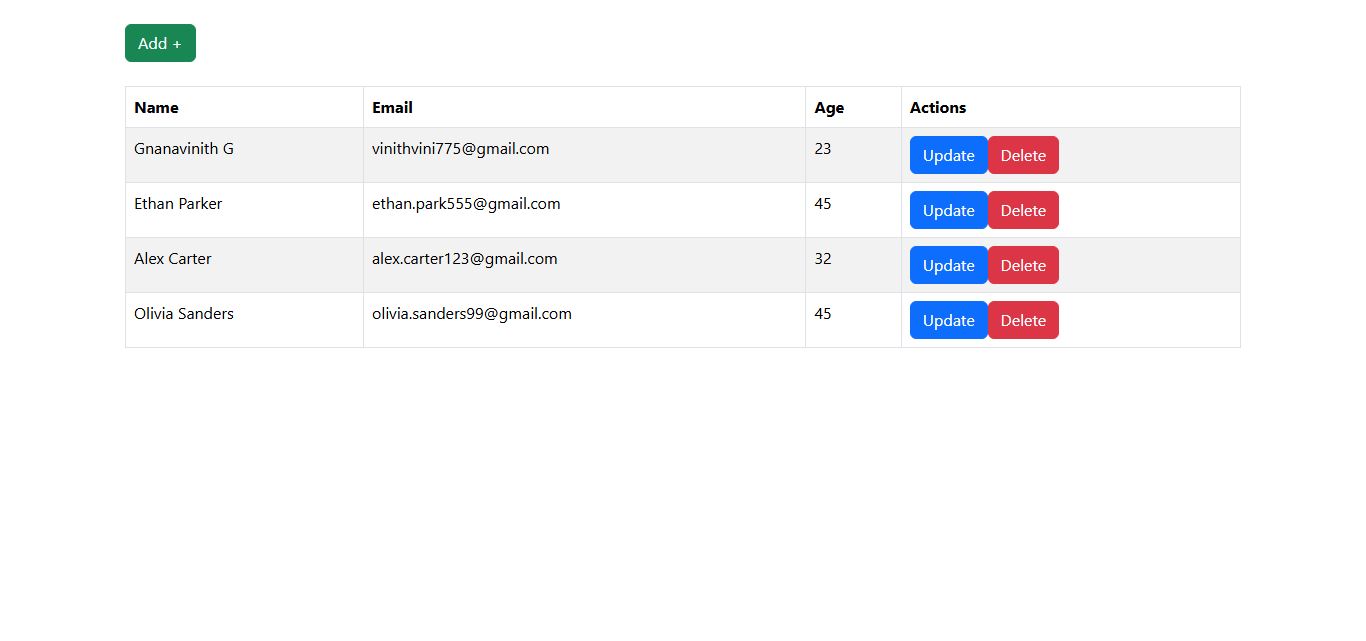 Add +
Name Email Age Actions
Gnanavinith G vinithvini775@gmail.com 23 Update Delete
Ethan Parker ethan.park555@gmail.com 45 Update Delete
Alex Carter alex.carter123@gmail.com 32 Update Delete
Olivia Sanders olivia.sanders99@gmail.com 45 Update Delete